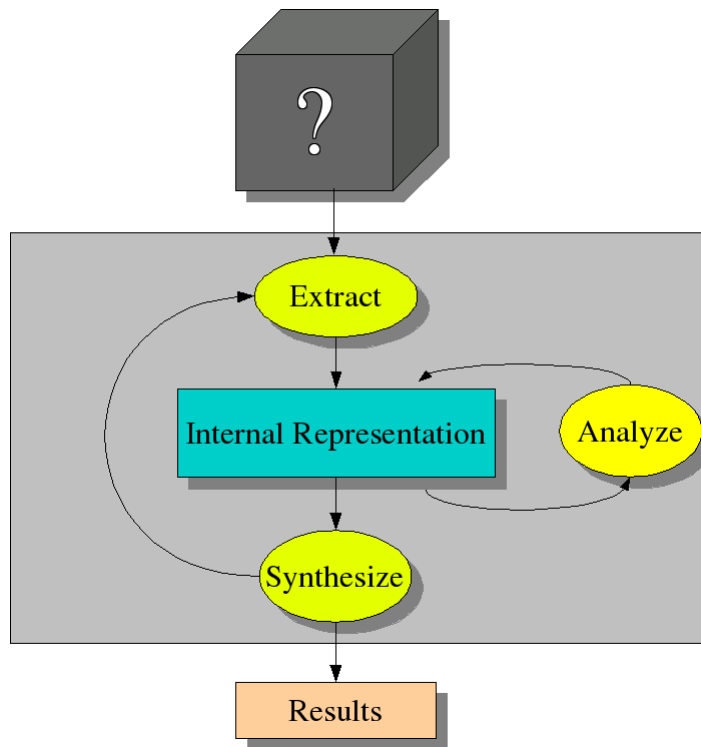 ?
Extract
Internal Representation
Analyze
Synthesize
Results